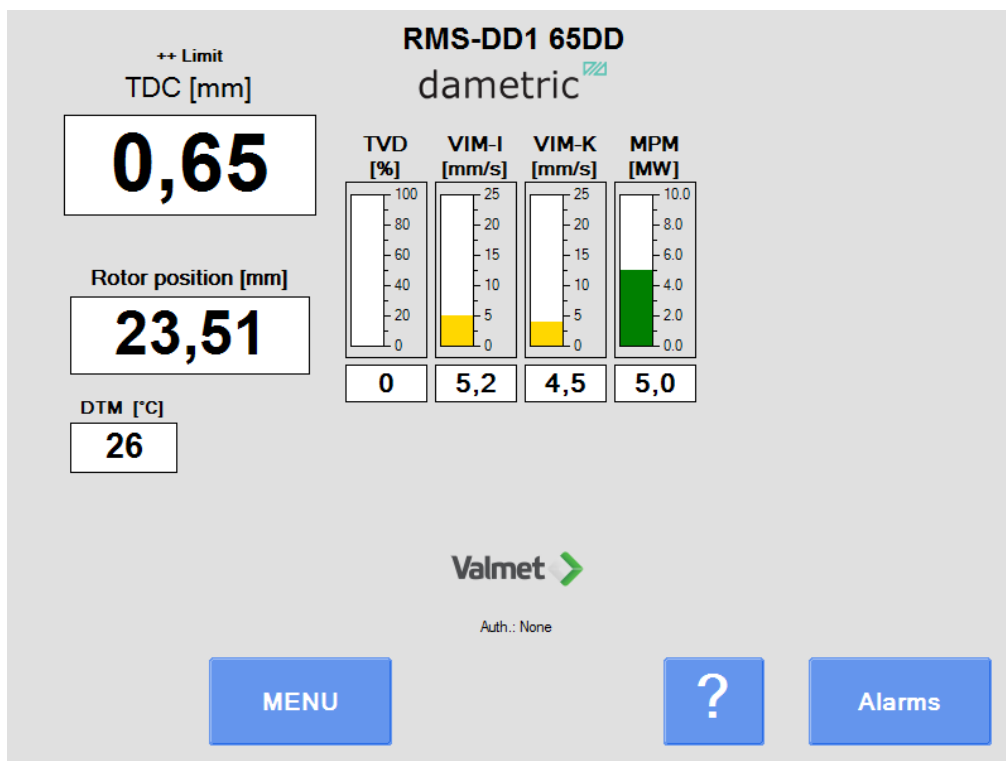 RMS-DD1 65DD
dametric
++ Limit
TDC [mm]
0,65
Rotor position [mm]
23,51
DTM [°C]
26
TVD VIM-I VIM-K MPM
[%] [mm/s] [mm/s] [MW]
100 25 25 10.0
80 20 20 8.0
60 15 15 6.0
40 10 10 4.0
20 5 5 2.0
0 0 0 0.0
0 5,2 4,5 5,0
Valmet
Auth.: None
MENU ? Alarms